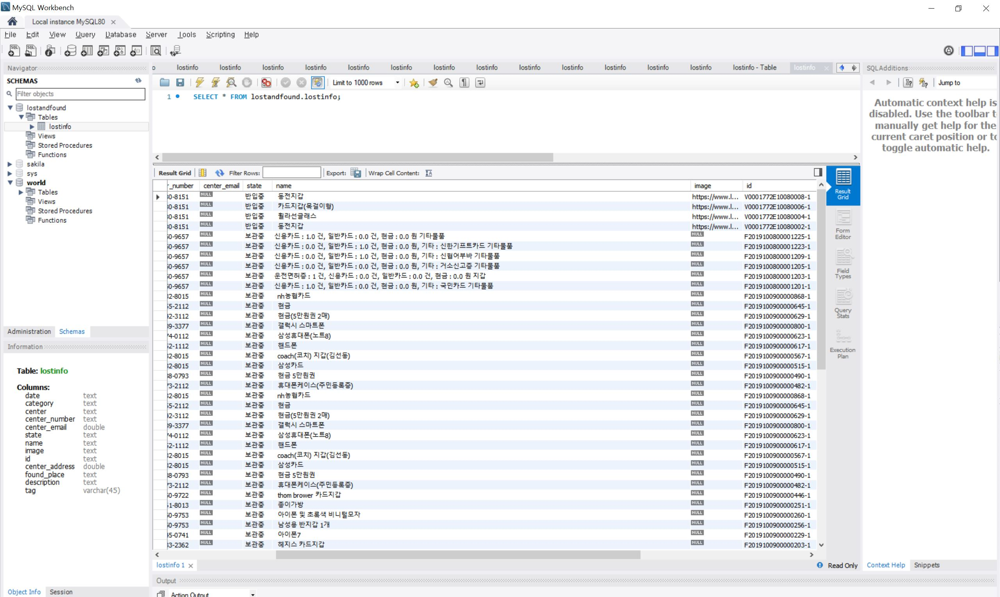 MySQL Workbench
Local instance MySQL80
File Edit View Query Database Server Tools Scripting Help
Navigator
SCHEMAS
Filter objects
lostandfound
Tables
lostinfo
Views
Stored Procedures
Functions
sakila
sys
world
Tables
Views
Stored Procedures
Functions
Administration Schemas
Information
Table: lostinfo
Columns:
date text
category text
center text
center_number text
center_email double
state text
name text
image text
id text
center_address double
found_place text
description text
tag varchar(45)
Object Info Session
o lostinfo lostinfo lostinfo lostinfo lostinfo lostinfo lostinfo lostinfo lostinfo lostinfo lostinfo lostinfo lostinfo lostinfo - Table lostinfo
Limit to 1000 rows
1 SELECT * FROM lostandfound.lostinfo;
Result Grid Filter Rows: Export: Wrap Cell Content:
r_number center_email state name image id
30-8151 NULL 반입중 동전지갑 https://www.l... V0001772E10080008-1
30-8151 NULL 반입중 카드지갑(목걸이형) https://www.l... V0001772E10080006-1
30-8151 NULL 반입중 휠라선글래스 https://www.l... V0001772E10080004-1
30-8151 NULL 반입중 동전지갑 https://www.l... V0001772E10080002-1
0-9657 NULL 보관중 신용카드 : 1.0 건, 일반카드 : 0.0 건, 현금 : 0.0 원 기타물품 NULL F2019100800001225-1
0-9657 NULL 보관중 신용카드 : 0.0 건, 일반카드 : 1.0 건, 현금 : 0.0 원, 기타 : 신한기프트카드 기타물품 NULL F2019100800001223-1
0-9657 NULL 보관중 신용카드 : 0.0 건, 일반카드 : 1.0 건, 현금 : 0.0 원, 기타 : 신협어부바 기타물품 NULL F2019100800001209-1
0-9657 NULL 보관중 신용카드 : 0.0 건, 일반카드 : 0.0 건, 현금 : 0.0 원, 기타 : 거소신고증 기타물품 NULL F2019100800001205-1
0-9657 NULL 보관중 운전면허증 : 1 건, 신용카드 : 0.0 건, 일반카드 : 0.0 건, 현금 : 0.0 원 지갑 NULL F2019100800001203-1
0-9657 NULL 보관중 신용카드 : 1.0 건, 일반카드 : 0.0 건, 현금 : 0.0 원, 기타 : 국민카드 기타물품 NULL F2019100800001201-1
2-8015 NULL 보관중 nh농협카드 NULL F2019100900000868-1
5-2112 NULL 보관중 현금 NULL F2019100900000645-1
2-3112 NULL 보관중 현금(5만원권 2매) NULL F2019100900000629-1
9-3377 NULL 보관중 갤럭시 스마트폰 NULL F2019100900000800-1
74-0112 NULL 보관중 삼성휴대폰(노트8) NULL F2019100900000623-1
2-1112 NULL 보관중 핸드폰 NULL F2019100900000617-1
2-8015 NULL 보관중 coach(코치) 지갑(김선동) NULL F2019100900000567-1
2-8015 NULL 보관중 삼성카드 NULL F2019100900000515-1
8-0793 NULL 보관중 현금 5만원권 NULL F2019100900000490-1
73-2112 NULL 보관중 휴대폰케이스(주민등록증) NULL F2019100900000482-1
2-8015 NULL 보관중 nh농협카드 NULL F2019100900000868-1
5-2112 NULL 보관중 현금 NULL F2019100900000645-1
2-3112 NULL 보관중 현금(5만원권 2매) NULL F2019100900000629-1
9-3377 NULL 보관중 갤럭시 스마트폰 NULL F2019100900000800-1
74-0112 NULL 보관중 삼성휴대폰(노트8) NULL F2019100900000623-1
2-1112 NULL 보관중 핸드폰 NULL F2019100900000617-1
2-8015 NULL 보관중 coach(코치) 지갑(김선동) NULL F2019100900000567-1
2-8015 NULL 보관중 삼성카드 NULL F2019100900000515-1
8-0793 NULL 보관중 현금 5만원권 NULL F2019100900000490-1
73-2112 NULL 보관중 휴대폰케이스(주민등록증) NULL F2019100900000482-1
0-9722 NULL 보관중 thom brower 카드지갑 NULL F2019100900000446-1
1-8013 NULL 보관중 종이가방 NULL F2019100900000251-1
0-9753 NULL 보관중 아이폰 및 초록색 비니털모자 NULL F2019100900000260-1
0-9753 NULL 보관중 남성용 반지갑 1개 NULL F2019100900000256-1
5-0741 NULL 보관중 아이폰7 NULL F2019100900000229-1
3-2362 NULL 보관중 헤지스 카드지갑 NULL F2019100900000203-1
lostinfo 1
Read Only
Output
Action Output
Result Grid
Form Editor
Field Types
Query Stats
Execution Plan
SQLAdditions
Jump to
Automatic context help is
disabled. Use the toolbar t
manually get help for the
current caret position or to
toggle automatic help.
Context Help Snippets